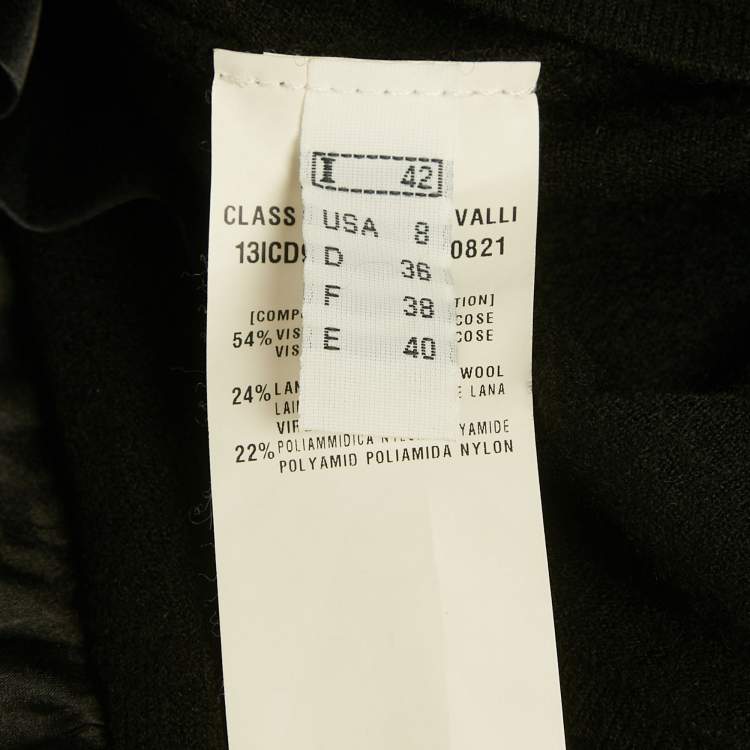 I 42
USA 8
D 36
F 38
E 40
CLASS VALLI
13ICD 0821
[COMP TION]
54% VIS COSE
VIS COSE
24% LAN WOOL
LAI E LANA
VIR
22% POLIAMMIDICA YAMIDE
POLYAMID POLIAMIDA NYLON